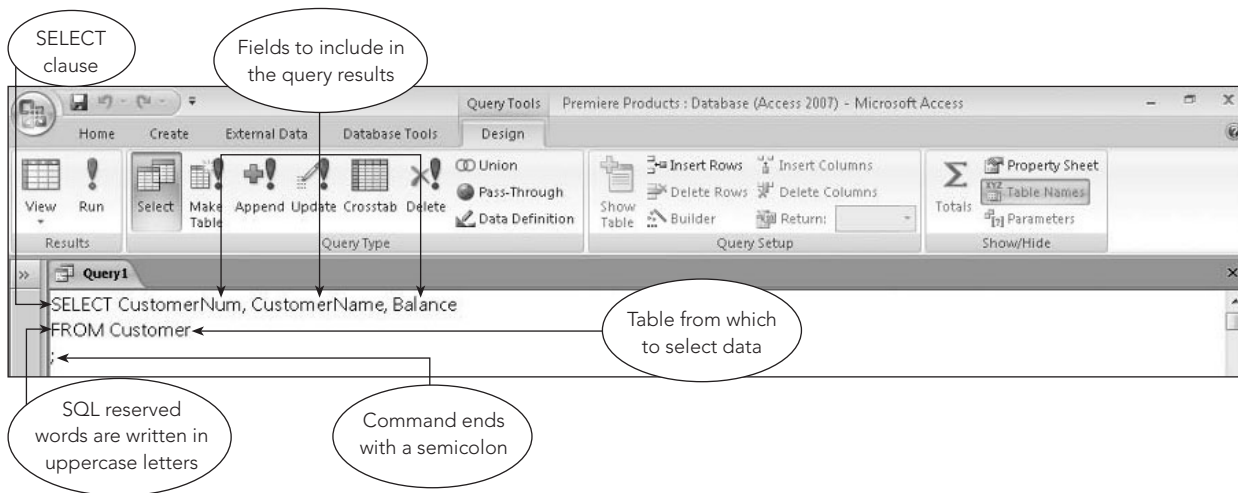 SELECT
clause
Fields to include in
the query results
Query Tools
Premiere Products : Database (Access 2007) - Microsoft Access
Home Create External Data Database Tools Design
View
Run
Select
Make
Table
Append
Update
Crosstab
Delete
Union
Pass-Through
Data Definition
Show
Table
Insert Rows
Delete Rows
Builder
Insert Columns
Delete Columns
Return:
Σ
Totals
Property Sheet
XYZ
Table Names
[?] Parameters
Results
Query Type
Query Setup
Show/Hide
»
Query1
SELECT CustomerNum, CustomerName, Balance
FROM Customer
;
Table from which
to select data
SQL reserved
words are written in
uppercase letters
Command ends
with a semicolon